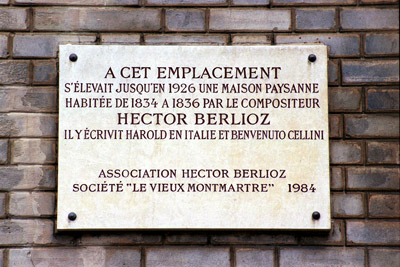 A CET EMPLACEMENT
S'ÉLEVAIT JUSQU'EN 1926 UNE MAISON PAYSANNE
HABITÉE DE 1834 A 1836 PAR LE COMPOSITEUR
HECTOR BERLIOZ
IL Y ÉCRIVIT HAROLD EN ITALIE ET BENVENUTO CELLINI
ASSOCIATION HECTOR BERLIOZ
SOCIÉTÉ "LE VIEUX MONTMARTRE" 1984